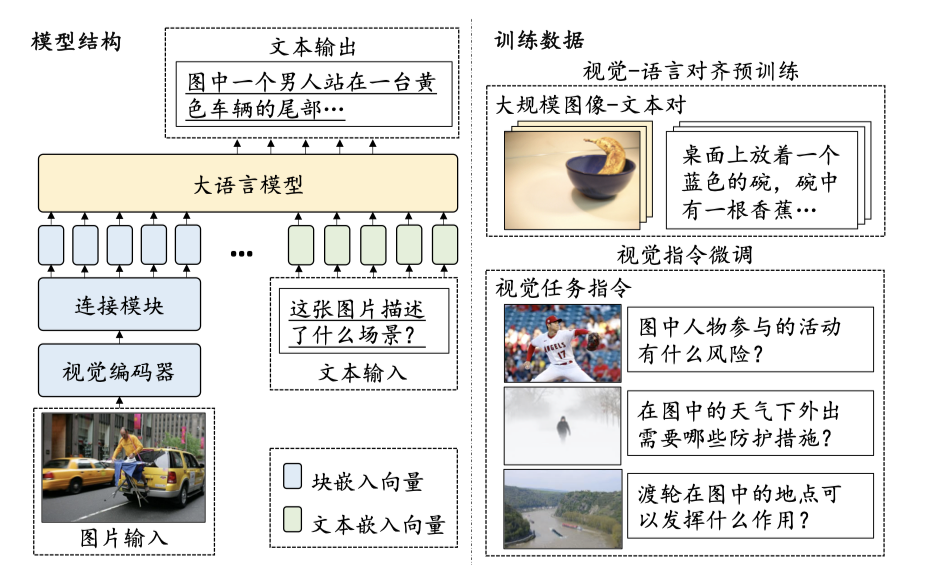 模型结构
文本输出
图中一个男人站在一台黄
色车辆的尾部…
大语言模型
…
连接模块
视觉编码器
图片输入
这张图片描述
了什么场景？
文本输入
块嵌入向量
文本嵌入向量
训练数据
视觉-语言对齐预训练
大规模图像-文本对
桌面上放着一个
蓝色的碗，碗中
有一根香蕉…
视觉指令微调
视觉任务指令
ANGELS
17
图中人物参与的活动
有什么风险？
在图中的天气下外出
需要哪些防护措施？
渡轮在图中的地点可
以发挥什么作用？